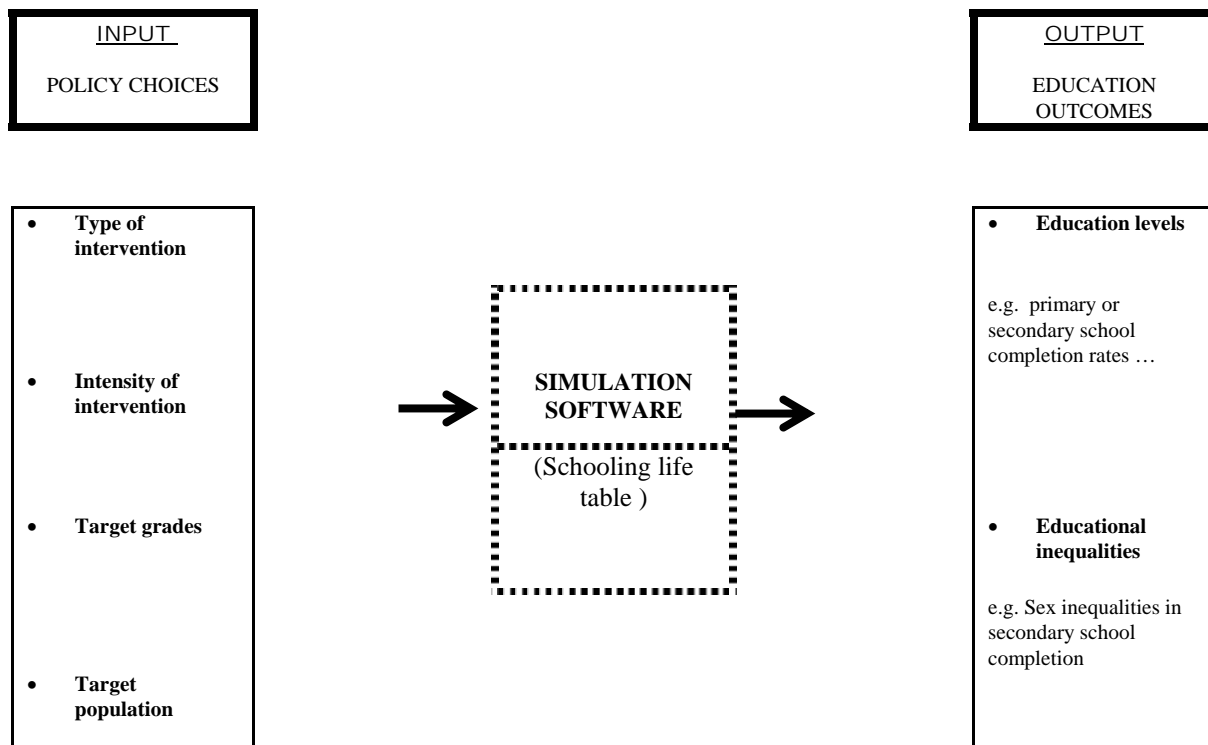 INPUT
POLICY CHOICES
• Type of
intervention
• Intensity of
intervention
• Target grades
• Target
population
SIMULATION
SOFTWARE
(Schooling life
table )
OUTPUT
EDUCATION
OUTCOMES
• Education levels
e.g. primary or
secondary school
completion rates …
• Educational
inequalities
e.g. Sex inequalities in
secondary school
completion